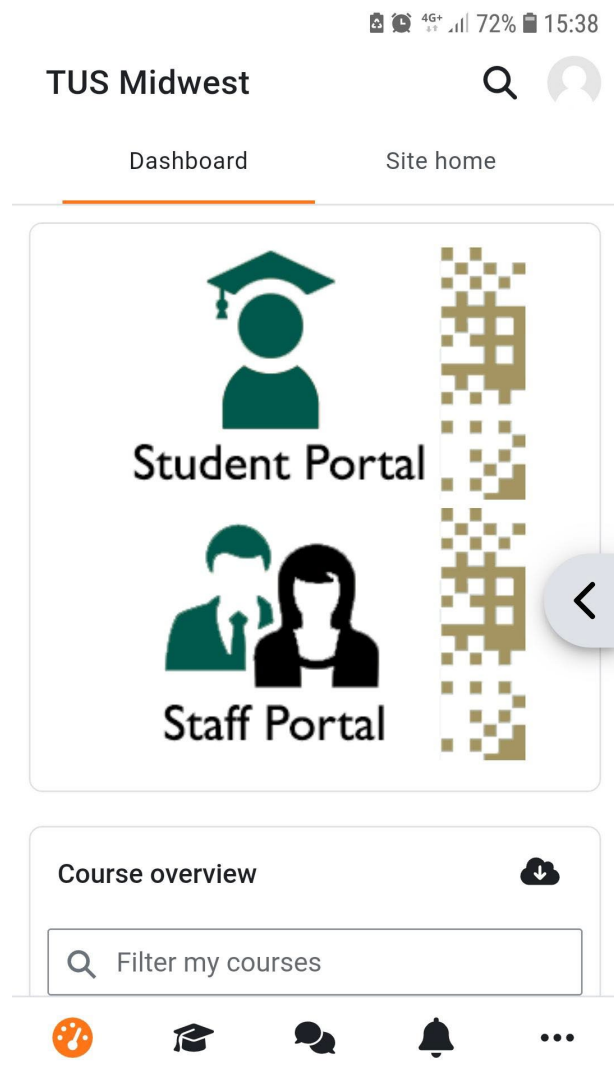 4G+ 72% 15:38
TUS Midwest
Dashboard Site home
Student Portal
Staff Portal
Course overview
Filter my courses